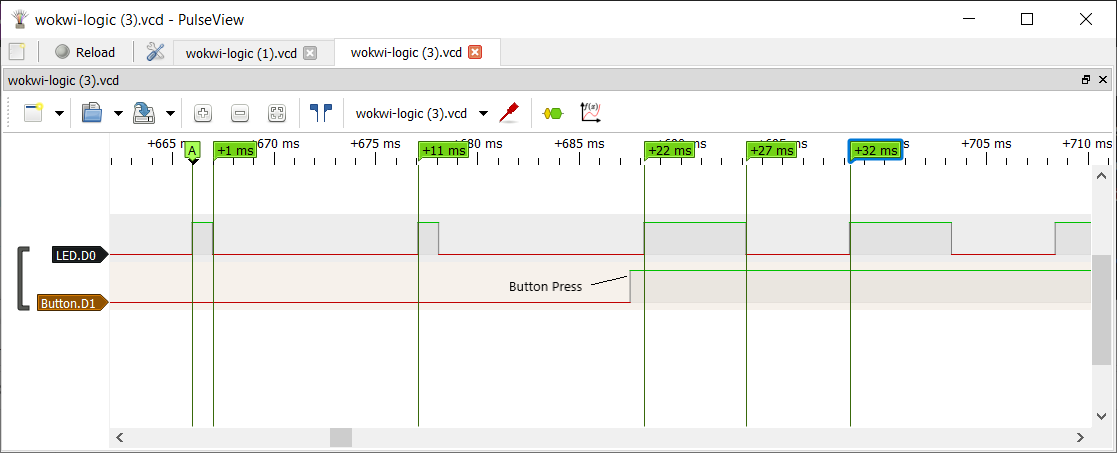 wokwi-logic (3).vcd - PulseView
Reload
wokwi-logic (1).vcd
wokwi-logic (3).vcd
wokwi-logic (3).vcd
wokwi-logic (3).vcd
f(x)
+665 ms +670 ms +675 ms +680 ms +685 ms +705 ms +710 ms
A +1 ms +11 ms +22 ms +27 ms +32 ms
LED.D0
Button Press
Button.D1